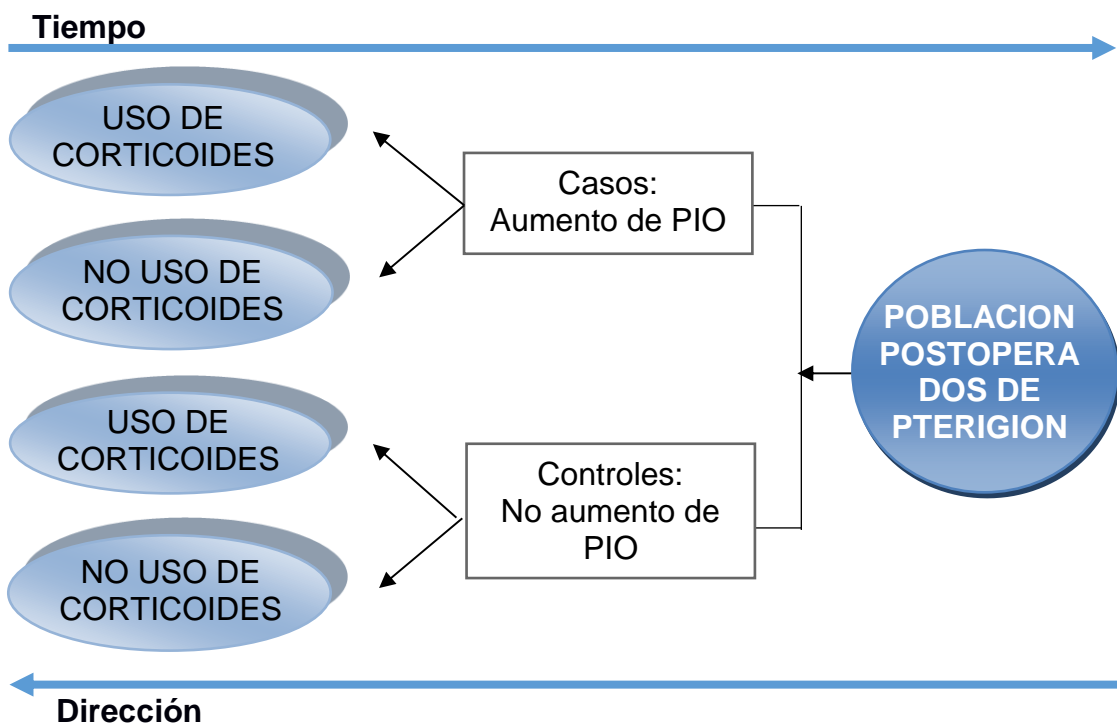 Tiempo
USO DE
CORTICOIDES
NO USO DE
CORTICOIDES
USO DE
CORTICOIDES
NO USO DE
CORTICOIDES
Casos:
Aumento de PIO
Controles:
No aumento de
PIO
POBLACION
POSTOPERA
DOS DE
PTERIGION
Dirección